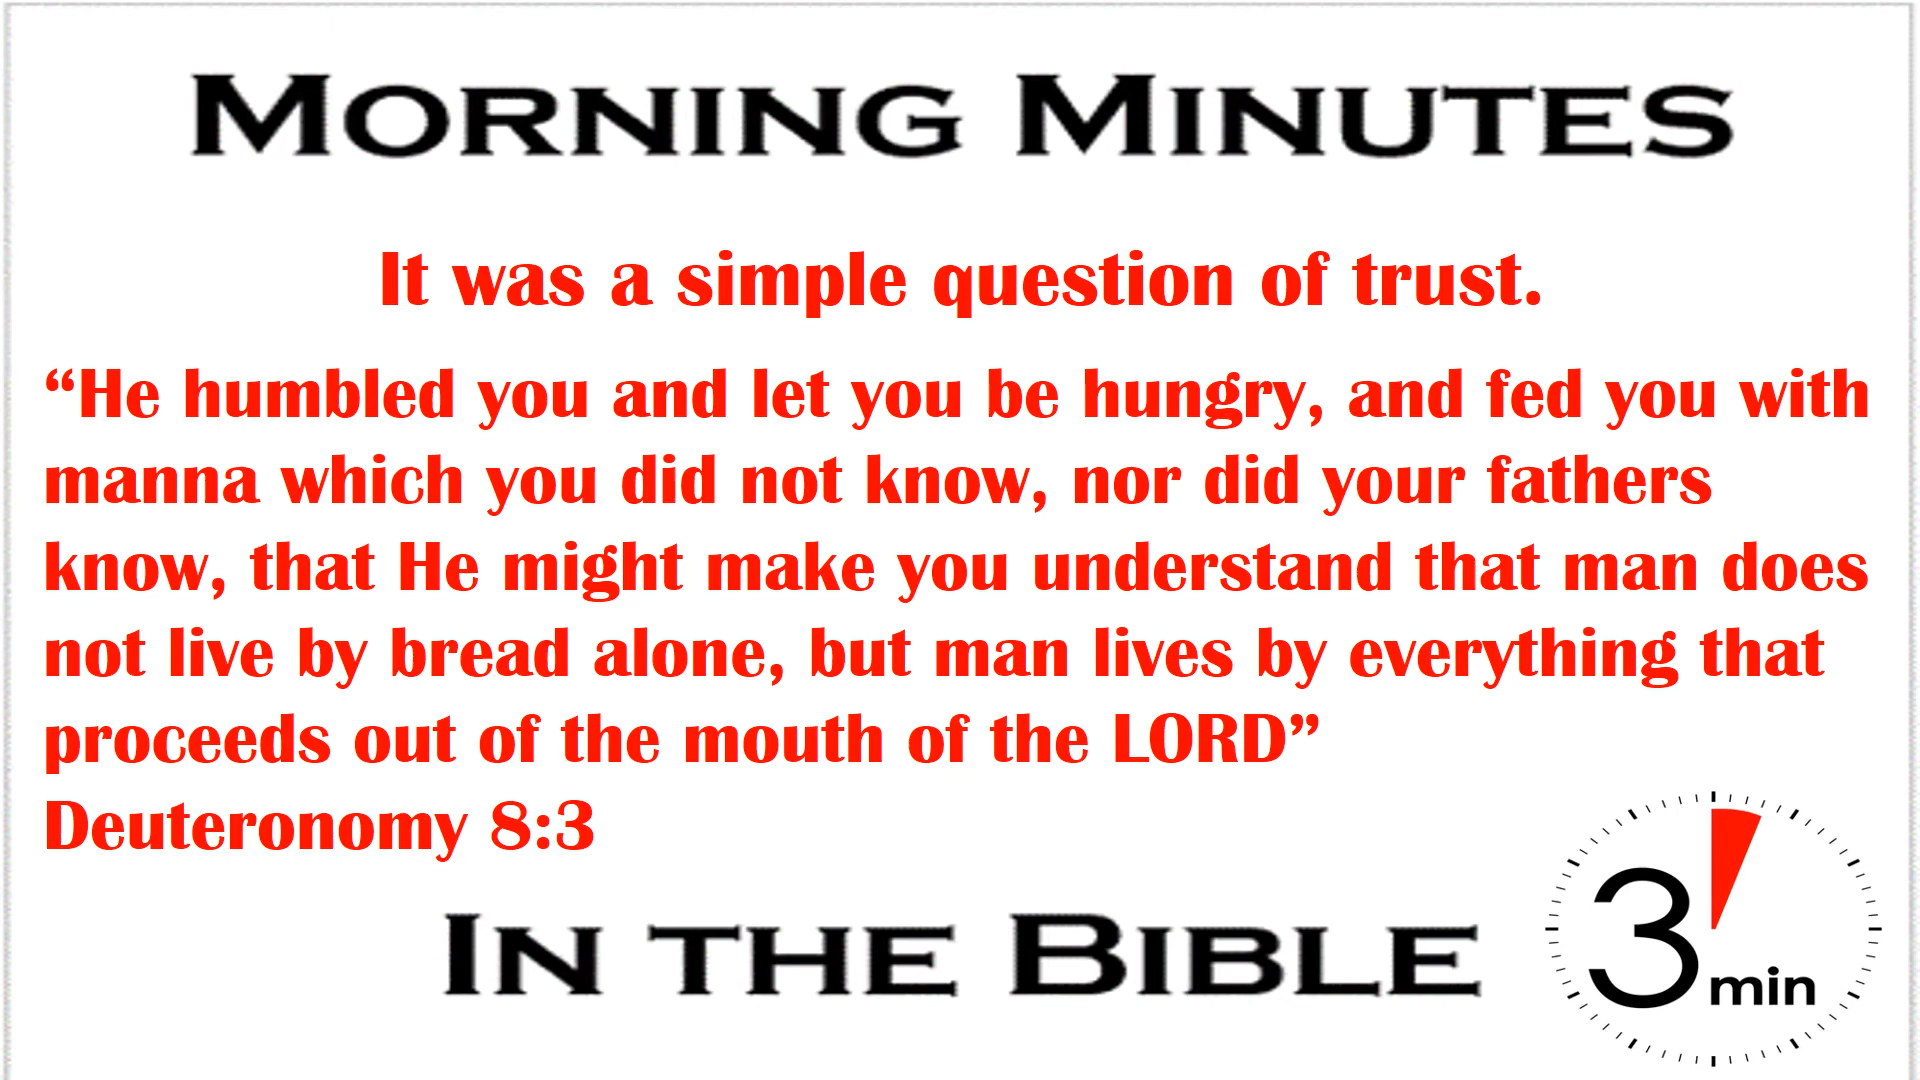 MORNING MINUTES
It was a simple question of trust.
“He humbled you and let you be hungry, and fed you with
manna which you did not know, nor did your fathers
know, that He might make you understand that man does
not live by bread alone, but man lives by everything that
proceeds out of the mouth of the LORD”
Deuteronomy 8:3
IN THE BIBLE
3 min